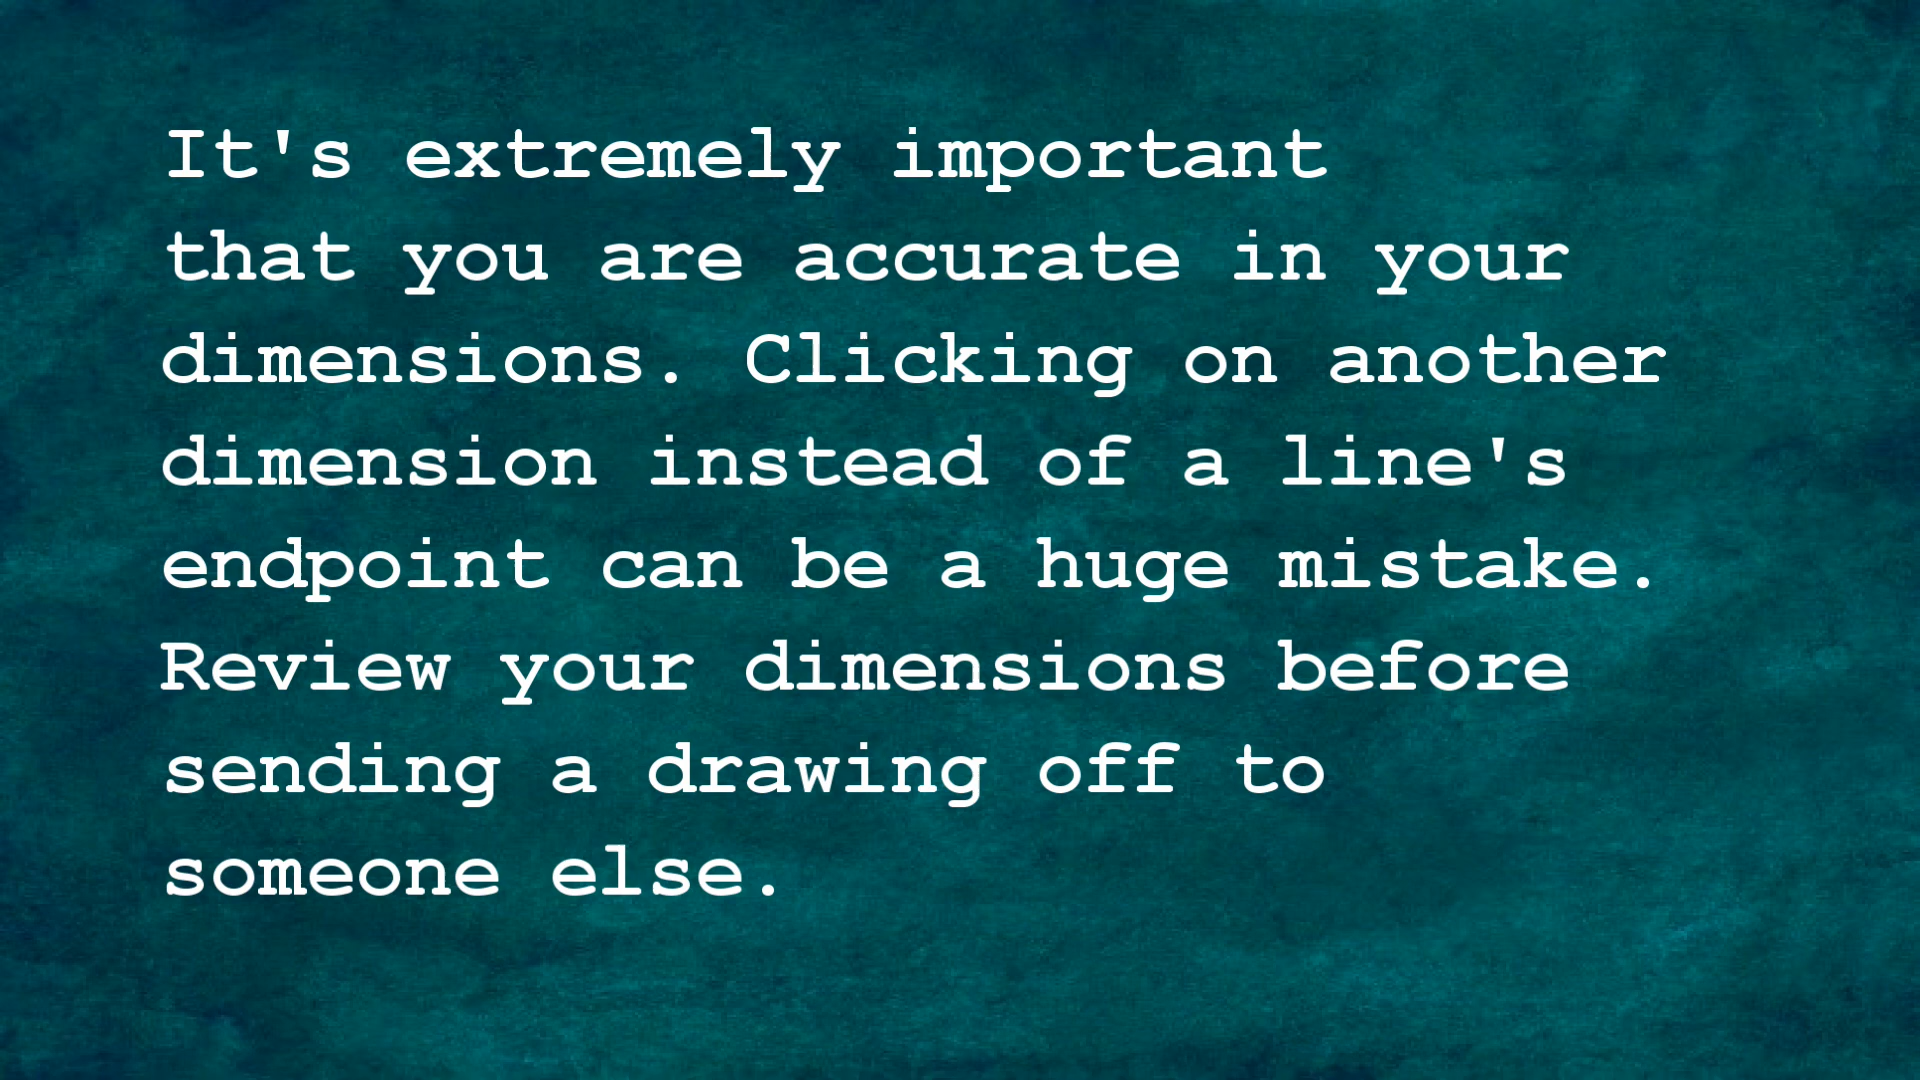 It's extremely important
that you are accurate in your
dimensions. Clicking on another
dimension instead of a line's
endpoint can be a huge mistake.
Review your dimensions before
sending a drawing off to
someone else.